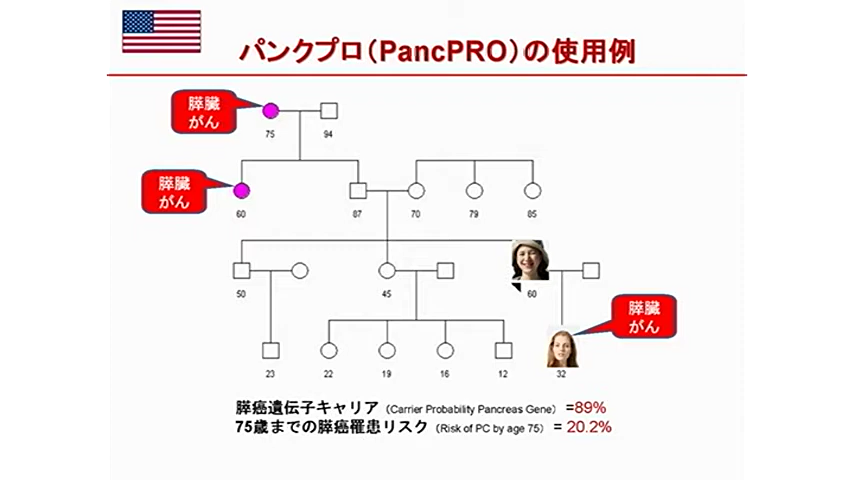 パンクプロ（PancPRO）の使用例
膵臓
がん
75
94
膵臓
がん
60
87
70
79
85
50
45
60
膵臓
がん
23
22
19
16
12
32
膵癌遺伝子キャリア（Carrier Probability Pancreas Gene）=89%
75歳までの膵癌罹患リスク（Risk of PC by age 75）= 20.2%